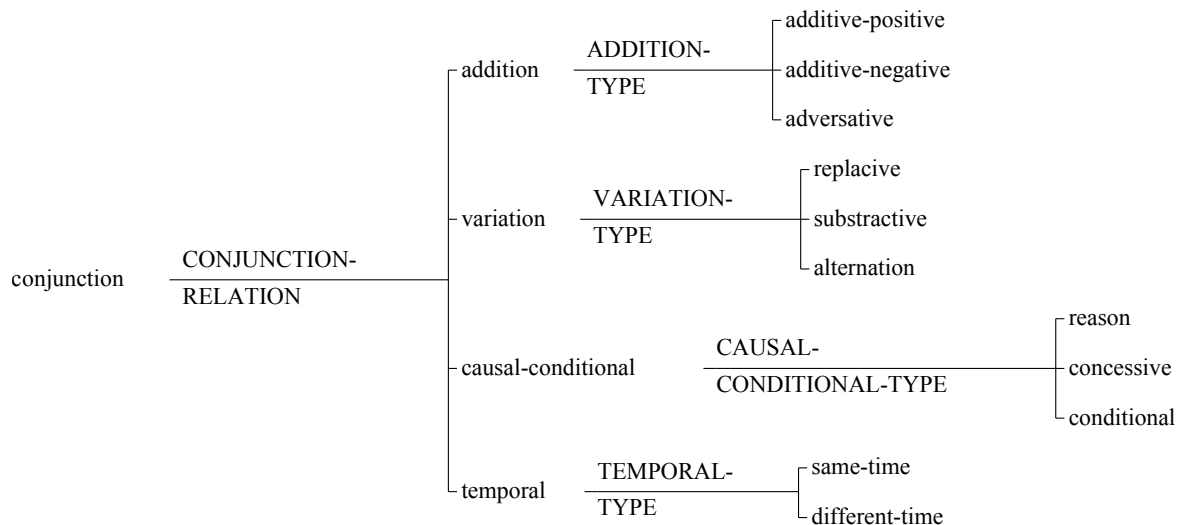 additive-positive
ADDITION-
addition
additive-negative
TYPE
adversative
replacive
VARIATION-
variation
substractive
TYPE
CONJUNCTION-
alternation
conjunction
RELATION
reason
CAUSAL-
causal-conditional
concessive
CONDITIONAL-TYPE
conditional
TEMPORAL-
same-time
temporal
TYPE
different-time